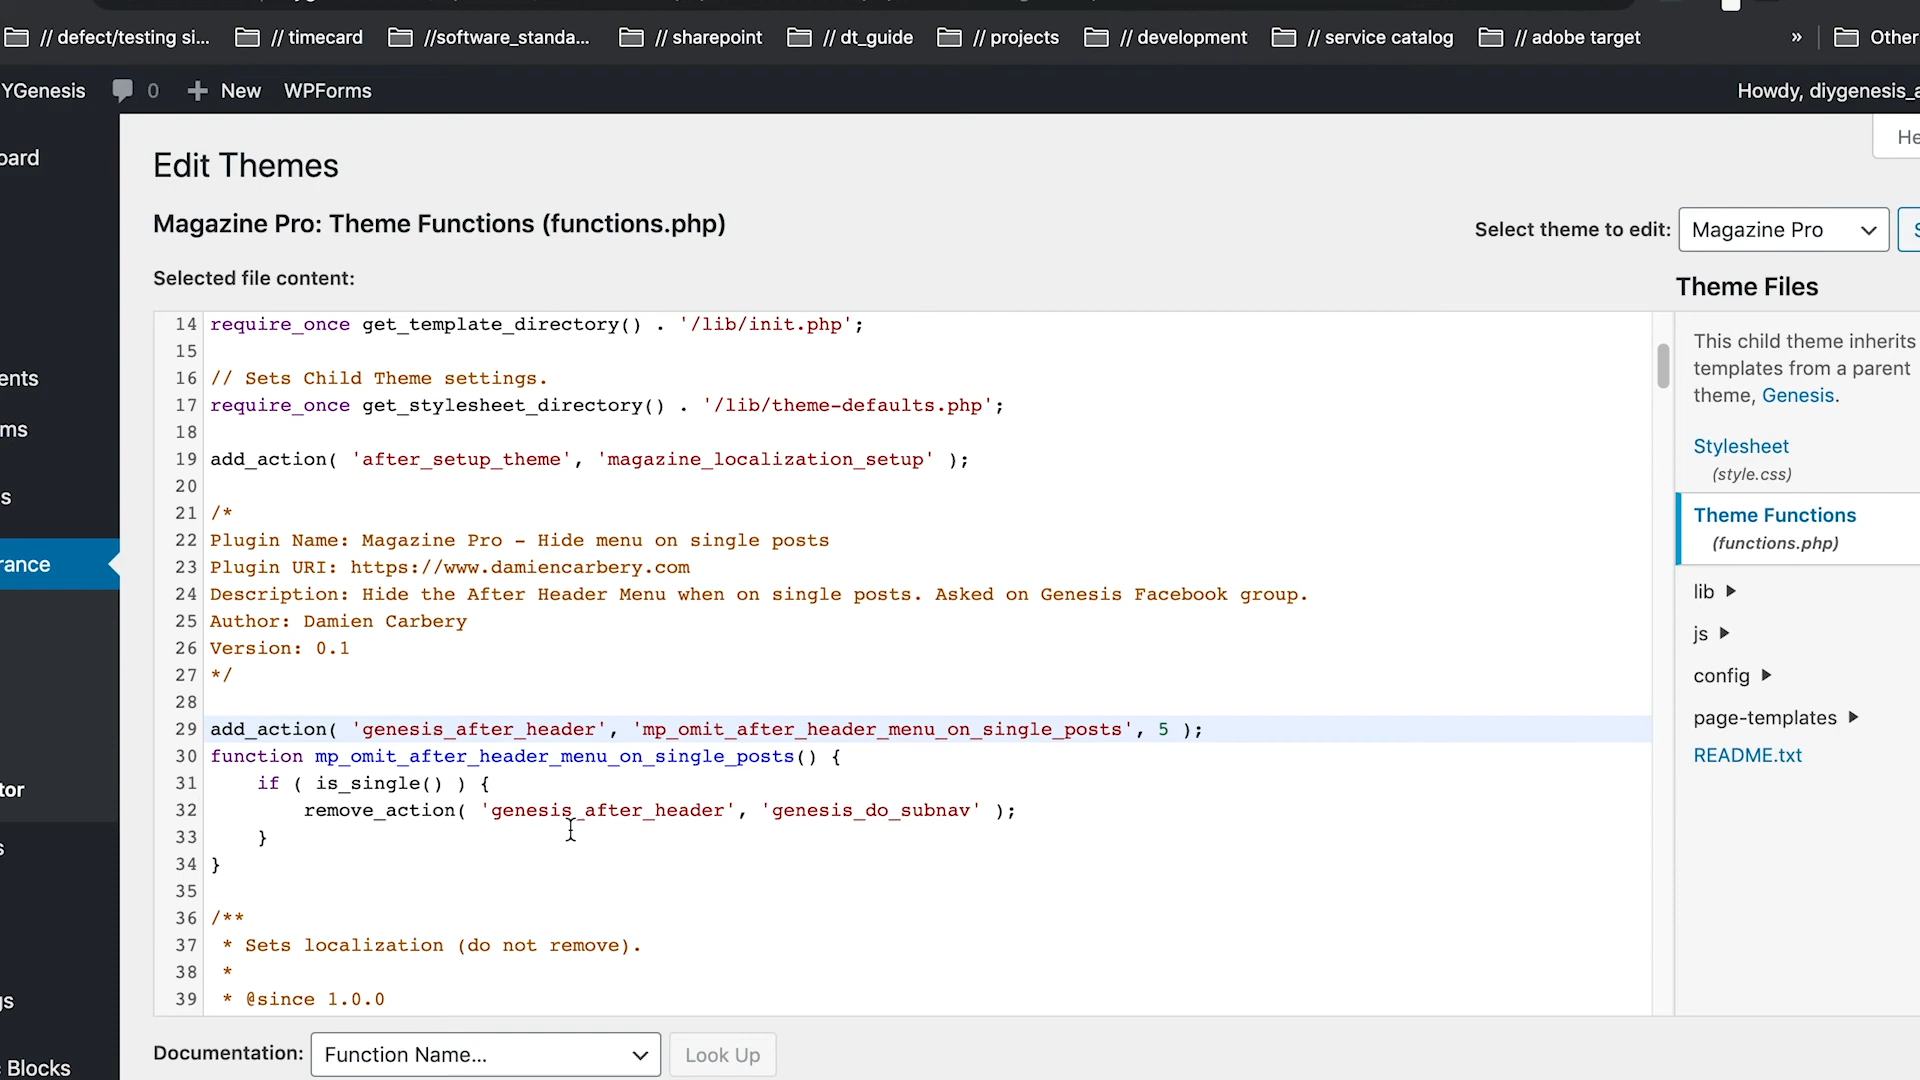 // defect/testing si... // timecard //software_standa... // sharepoint // dt_guide // projects // development // service catalog // adobe target » Other
YGenesis 0 New WPForms Howdy, diygenesis_a
oard
ents
ms
s
rance
tor
s
gs
Blocks
He
Edit Themes
Magazine Pro: Theme Functions (functions.php)
Select theme to edit: Magazine Pro S
Selected file content:
14 require_once get_template_directory() . '/lib/init.php';
15
16 // Sets Child Theme settings.
17 require_once get_stylesheet_directory() . '/lib/theme-defaults.php';
18
19 add_action( 'after_setup_theme', 'magazine_localization_setup' );
20
21 /*
22 Plugin Name: Magazine Pro - Hide menu on single posts
23 Plugin URI: https://www.damiencarbery.com
24 Description: Hide the After Header Menu when on single posts. Asked on Genesis Facebook group.
25 Author: Damien Carbery
26 Version: 0.1
27 */
28
29 add_action( 'genesis_after_header', 'mp_omit_after_header_menu_on_single_posts', 5 );
30 function mp_omit_after_header_menu_on_single_posts() {
31 if ( is_single() ) {
32 remove_action( 'genesis_after_header', 'genesis_do_subnav' );
33 }
34 }
35
36 /**
37 * Sets localization (do not remove).
38 *
39 * @since 1.0.0
Theme Files
This child theme inherits
templates from a parent
theme, Genesis.
Stylesheet
(style.css)
Theme Functions
(functions.php)
lib
js
config
page-templates
README.txt
Documentation: Function Name... Look Up